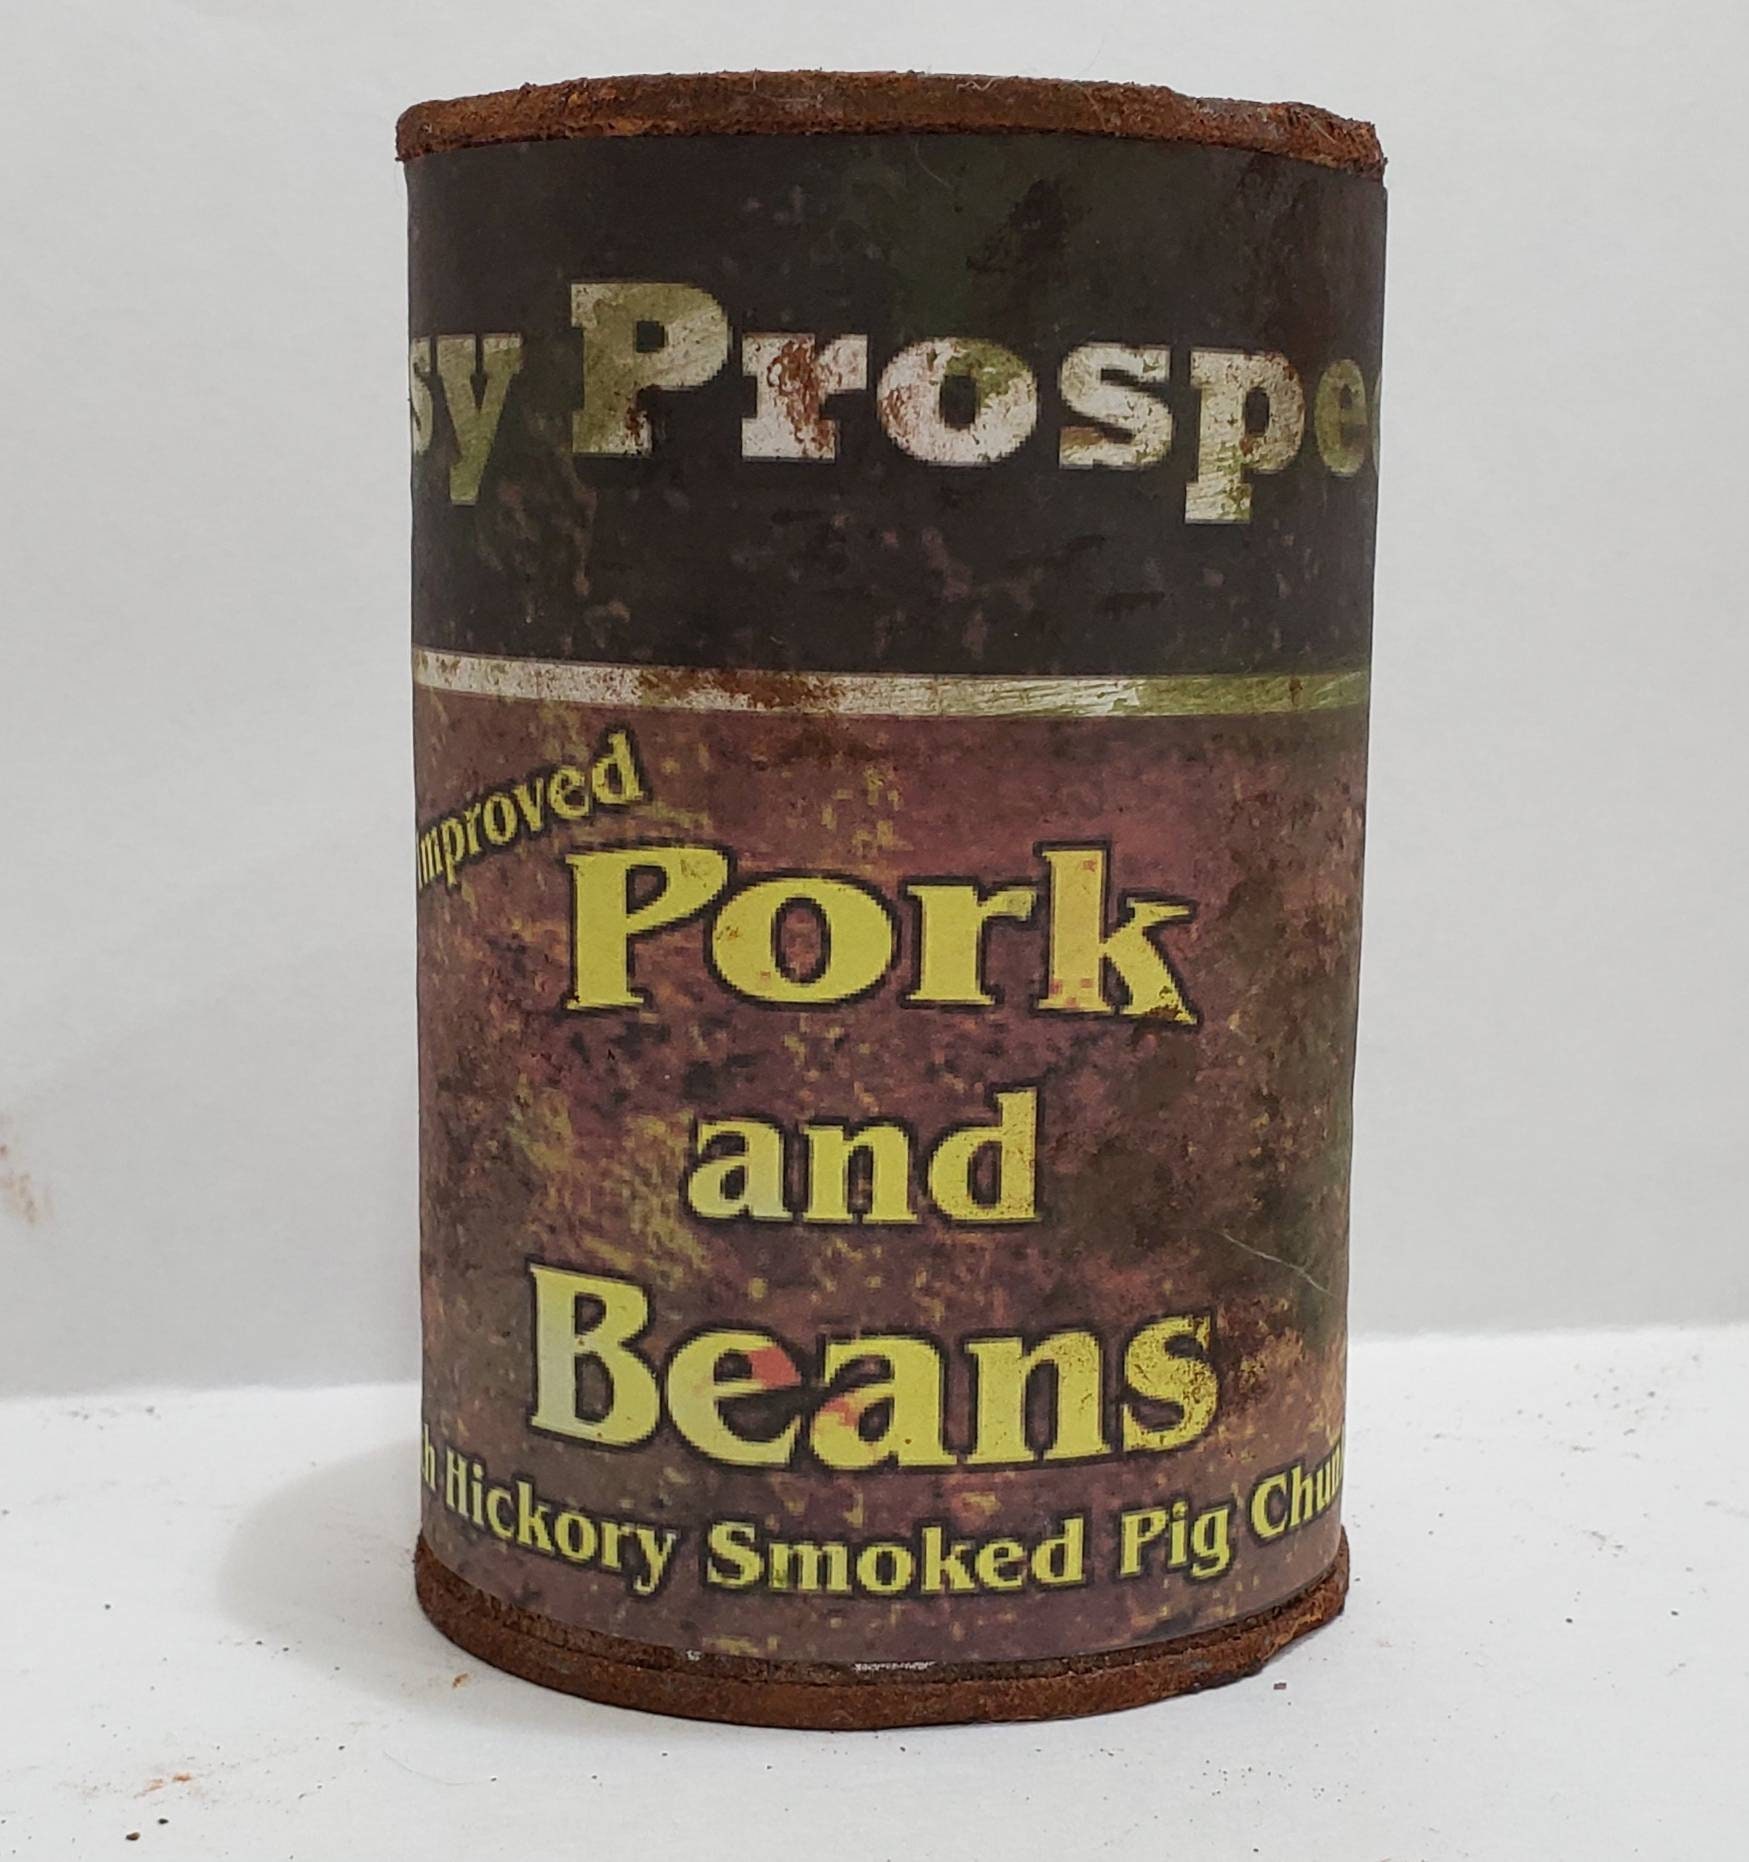 sy Prospe
Improved
Pork
and
Beans
h Hickory Smoked Pig Chun